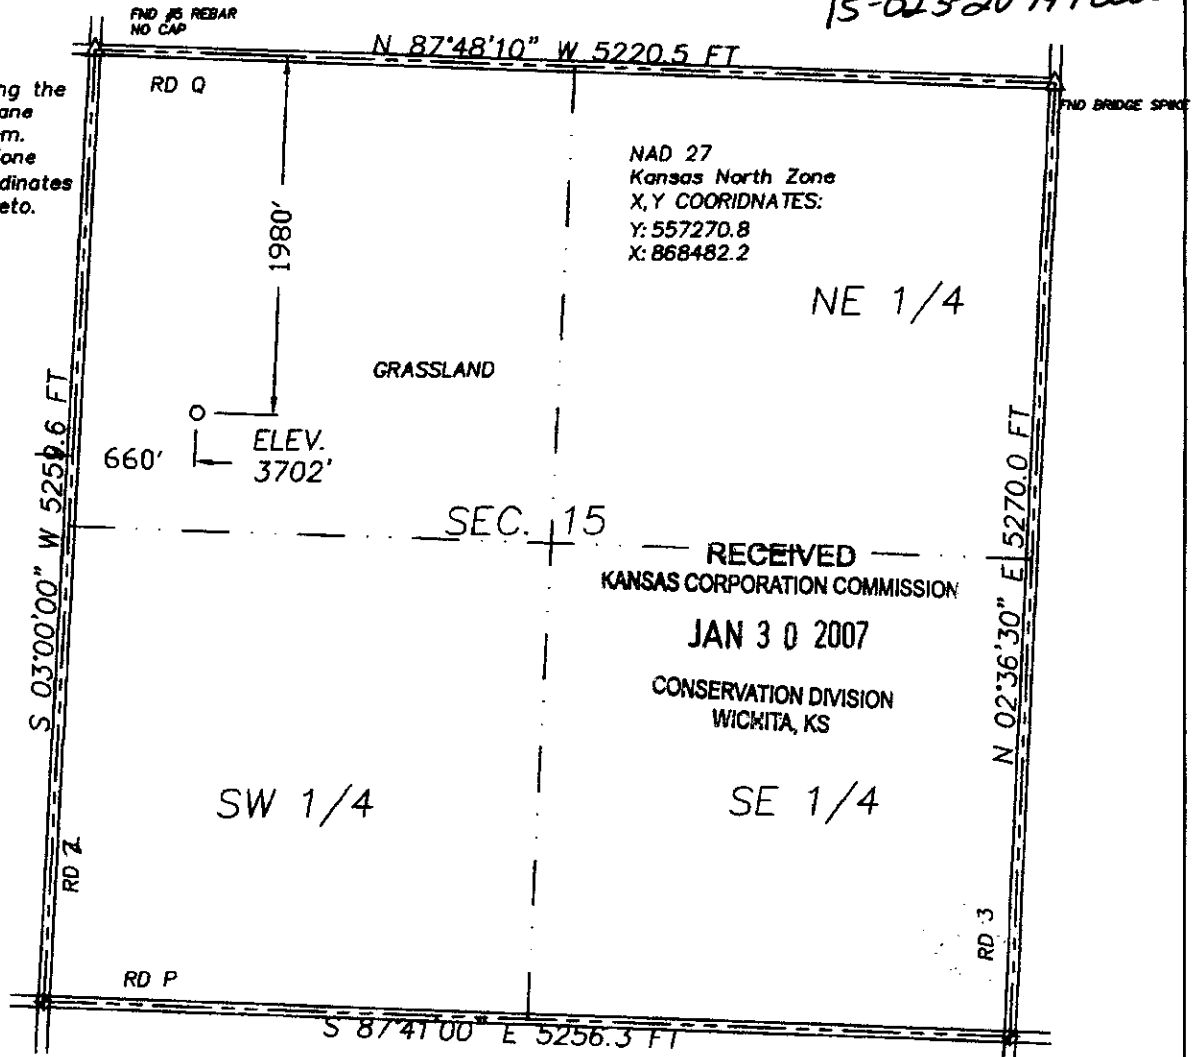 FND #5 REBAR
NO CAP
N 87°48'10" W 5220.5 FT
RD Q
FND BRIDGE SPIKE
ng the
ane
m.
one
dinates
eto.
NAD 27
Kansas North Zone
X,Y COORIDNATES:
Y: 557270.8
X: 868482.2
1980'
NE 1/4
GRASSLAND
660'
ELEV.
3702'
S 03°00'00" W 5259.6 FT
N 02°36'30" E 5270.0 FT
SEC. 15
RECEIVED
KANSAS CORPORATION COMMISSION
JAN 30 2007
CONSERVATION DIVISION
WICHITA, KS
SW 1/4
SE 1/4
RD
RD 3
RD P
S 87°41'00" E 5256.3 FT